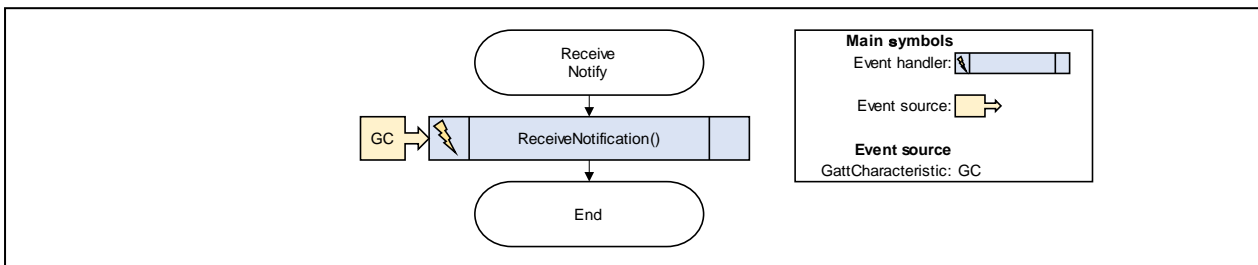 Receive
Notify
GC
ReceiveNotification()
End
Main symbols
Event handler:
Event source:
Event source
GattCharacteristic: GC